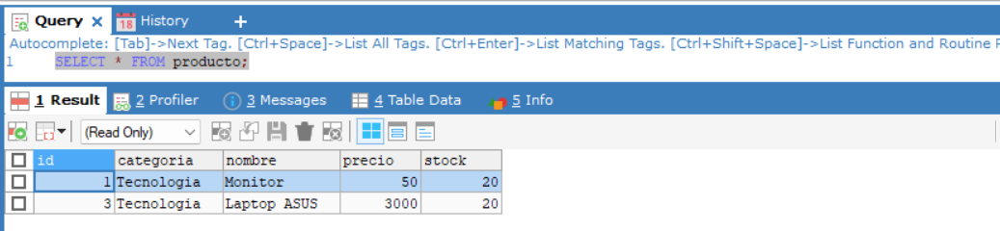 Query History +
Autocomplete: [Tab]->Next Tag. [Ctrl+Space]->List All Tags. [Ctrl+Enter]->List Matching Tags. [Ctrl+Shift+Space]->List Function and Routine
1 SELECT * FROM producto;
1 Result 2 Profiler 3 Messages 4 Table Data 5 Info
(Read Only)
id categoria nombre precio stock
1 Tecnologia Monitor 50 20
3 Tecnologia Laptop ASUS 3000 20